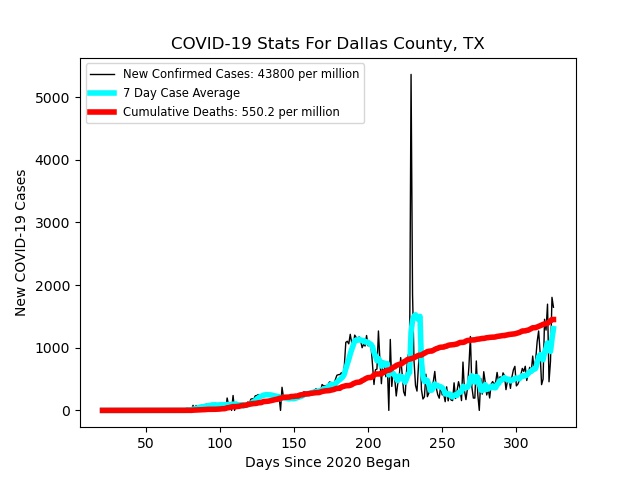 COVID-19 Stats For Dallas County, TX
New Confirmed Cases: 43800 per million
7 Day Case Average
Cumulative Deaths: 550.2 per million
New COVID-19 Cases
5000
4000
3000
2000
1000
0
50 100 150 200 250 300
Days Since 2020 Began